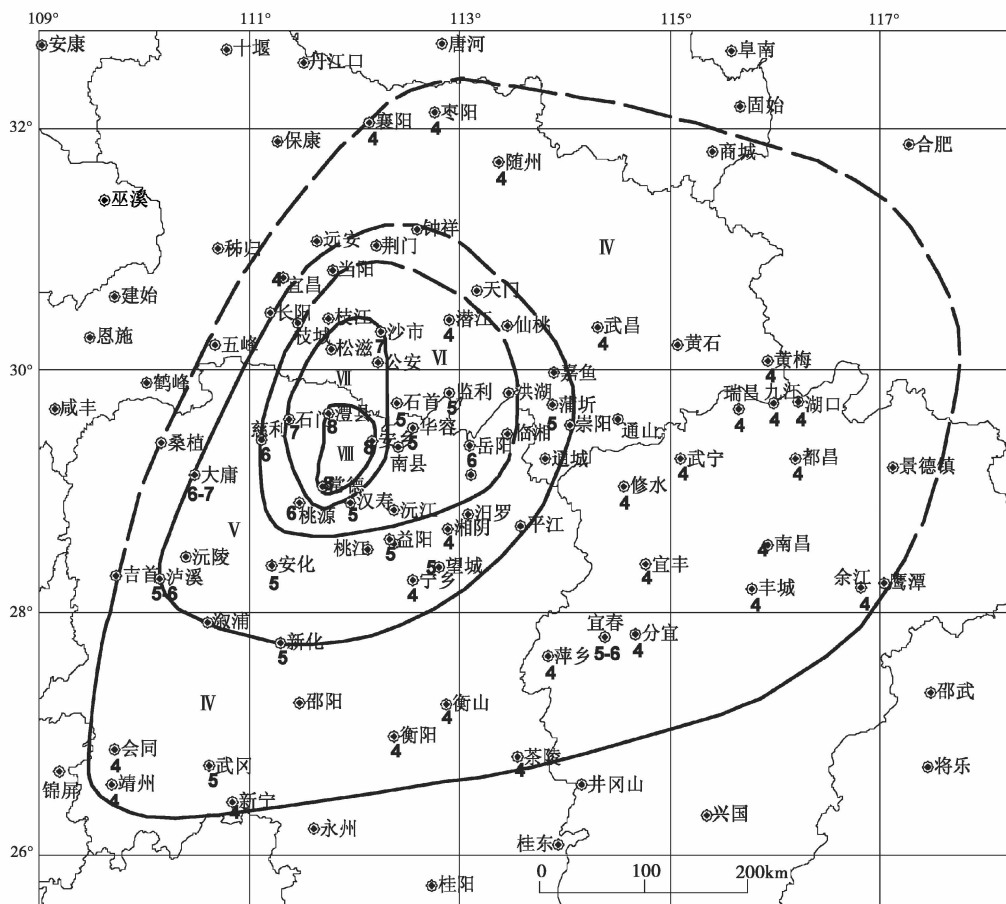 109° 111° 113° 115° 117°
安康 十堰 丹江口 唐河 阜南
固始
32° 襄阳 4 枣阳 4
保康 随州 4 商城 合肥
巫溪
秭归 远安 荆门 钟祥 Ⅳ
4 宜昌 当阳 天门
建始 长阳 枝城 枝江 沙市 7 潜江 4 仙桃 武昌 4
恩施 五峰 松滋 公安 Ⅵ 黄石 黄梅 4
30° 鹤峰 Ⅶ 监利 5 洪湖 嘉鱼
咸丰 石门 7 澧县 8 石首 5 蒲圻 5 瑞昌 4 九江 4 湖口 4
慈利 6 安乡 8 华容 5 临湘 崇阳 通山
桑植 Ⅷ 南县 岳阳 6 通城 武宁 4 都昌 4 景德镇
大庸 6-7 常德 8 修水 4
桃源 6 汉寿 5 沅江 汨罗 平江
Ⅴ 湘阴 4 南昌 4
沅陵 桃江 益阳 5
吉首 泸溪 5-6 安化 5 望城 5 宁乡 4 宜丰 4 丰城 4 余江 4 鹰潭
28° 溆浦 新化 5 宜春 5-6 分宜 4
萍乡 4
Ⅳ 邵阳 衡山 4 邵武
会同 4 衡阳 4 茶陵 4
锦屏 靖州 4 武冈 5 井冈山 将乐
新宁 4 永州 兴国
26° 桂东
桂阳 0 100 200km